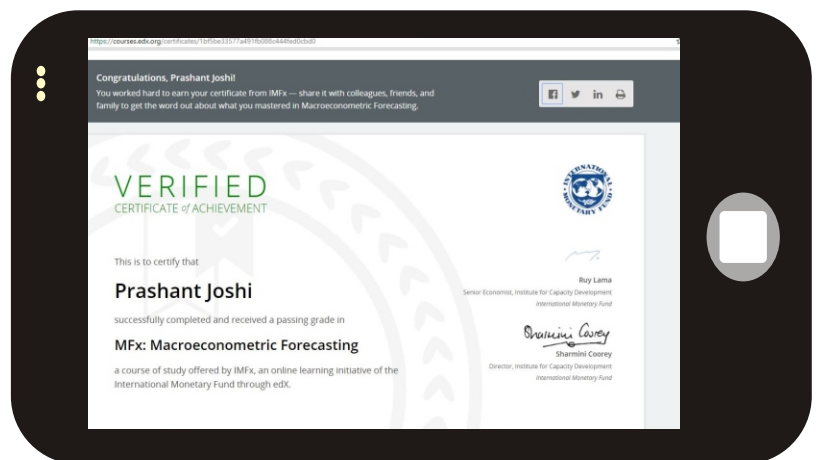 https://courses.edx.org/certificates/1bf5be33577a491fb088c444fed0cbd0
Congratulations, Prashant Joshi!
You worked hard to earn your certificate from IMFx — share it with colleagues, friends, and
family to get the word out about what you mastered in Macroeconometric Forecasting.
VERIFIED
CERTIFICATE of ACHIEVEMENT
INTERNATIONAL MONETARY FUND
This is to certify that
Prashant Joshi
successfully completed and received a passing grade in
MFx: Macroeconometric Forecasting
a course of study offered by IMFx, an online learning initiative of the
International Monetary Fund through edX.
Ruy Lama
Senior Economist, Institute for Capacity Development
International Monetary Fund
Sharmini Coorey
Sharmini Coorey
Director, Institute for Capacity Development
International Monetary Fund